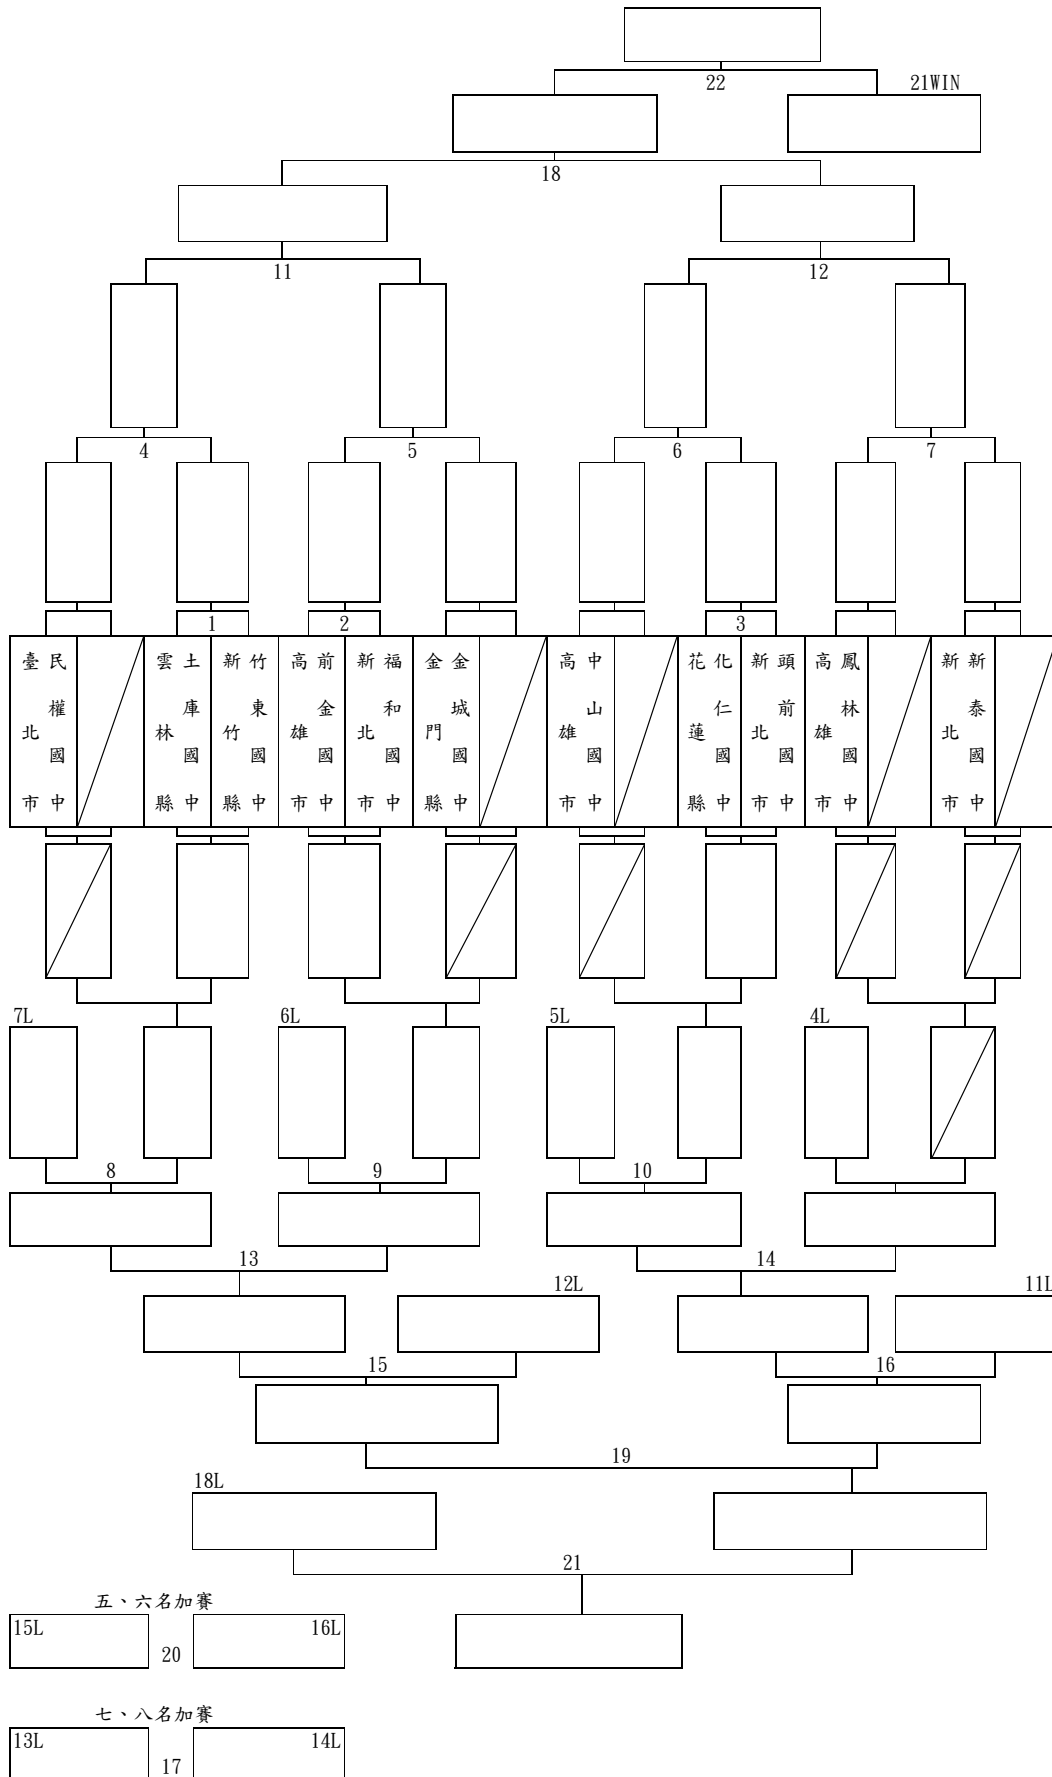 22
21WIN
18
11
12
4
5
6
7
1
2
3
臺北市
民權國中
雲林縣
土庫國中
新竹縣
竹東國中
高雄市
前金國中
新北市
福和國中
金門縣
金城國中
高雄市
中山國中
花蓮縣
化仁國中
新北市
頭前國中
高雄市
鳳林國中
新北市
新泰國中
7L
6L
5L
4L
8
9
10
13
14
12L
11L
15
16
19
18L
21
五、六名加賽
15L
16L
20
七、八名加賽
13L
14L
17